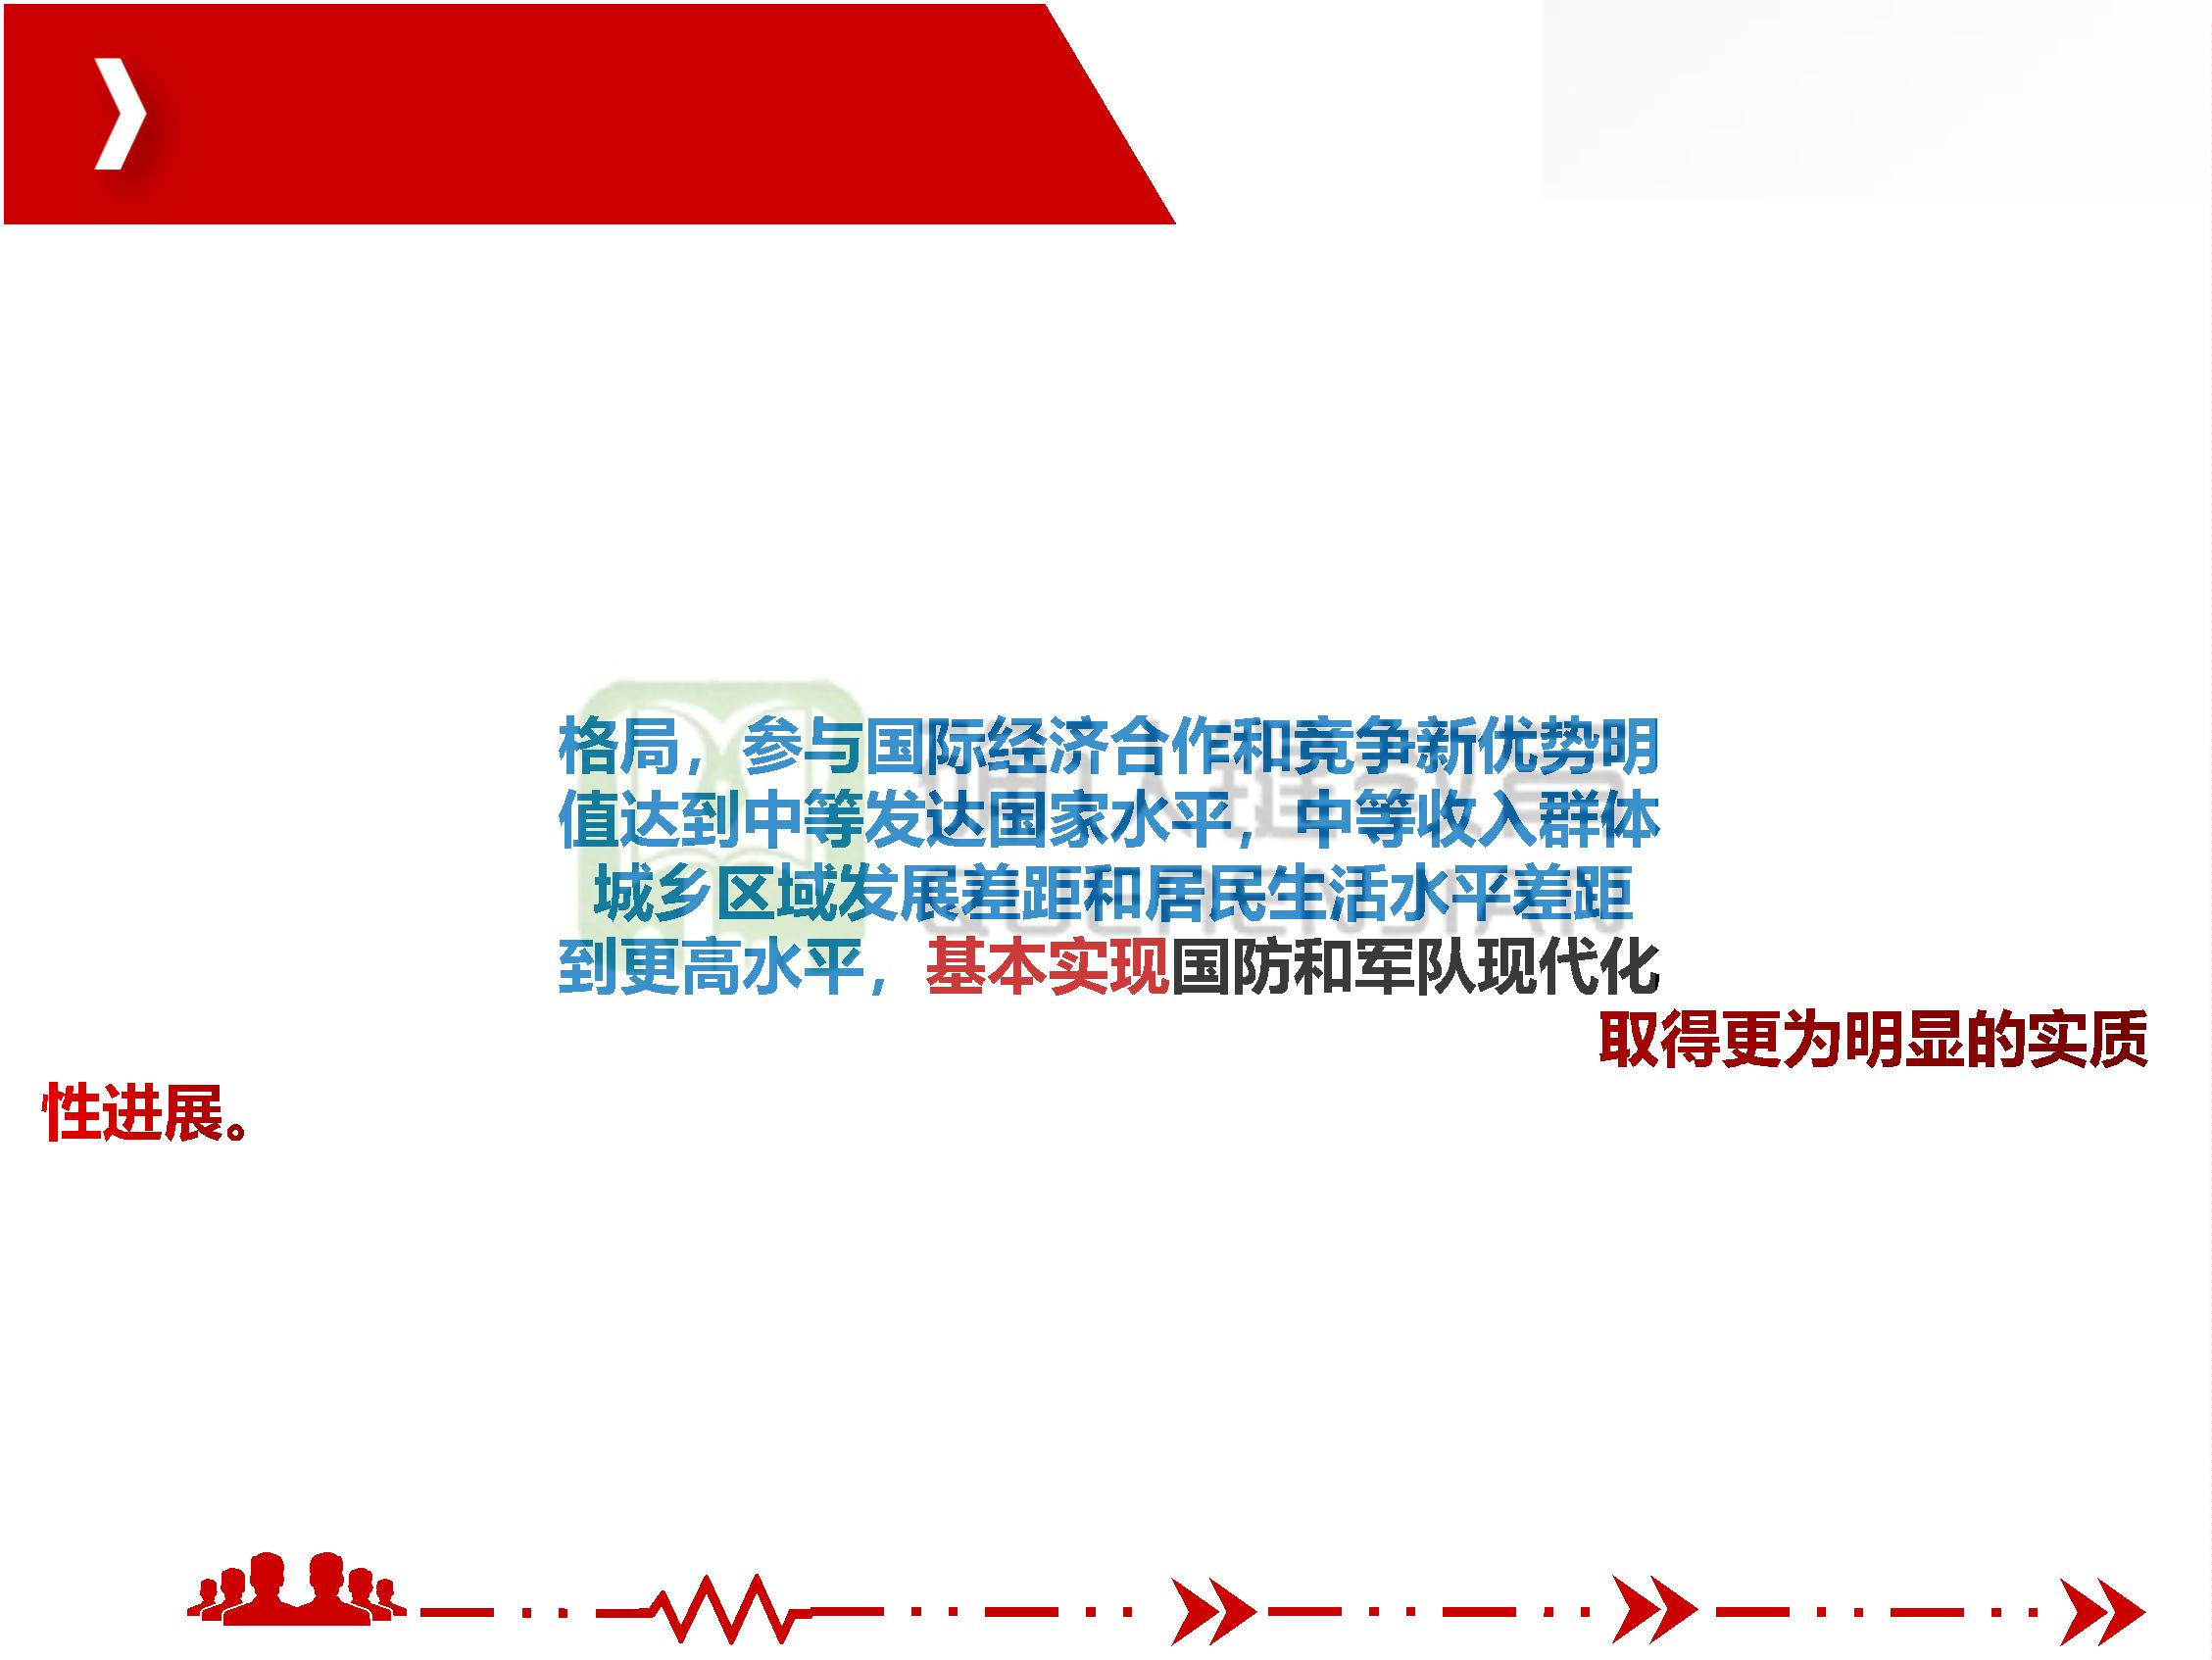 格局，参与国际经济合作和竞争新优势明
值达到中等发达国家水平，中等收入群体
城乡区域发展差距和居民生活水平差距
到更高水平，基本实现国防和军队现代化
取得更为明显的实质
性进展。